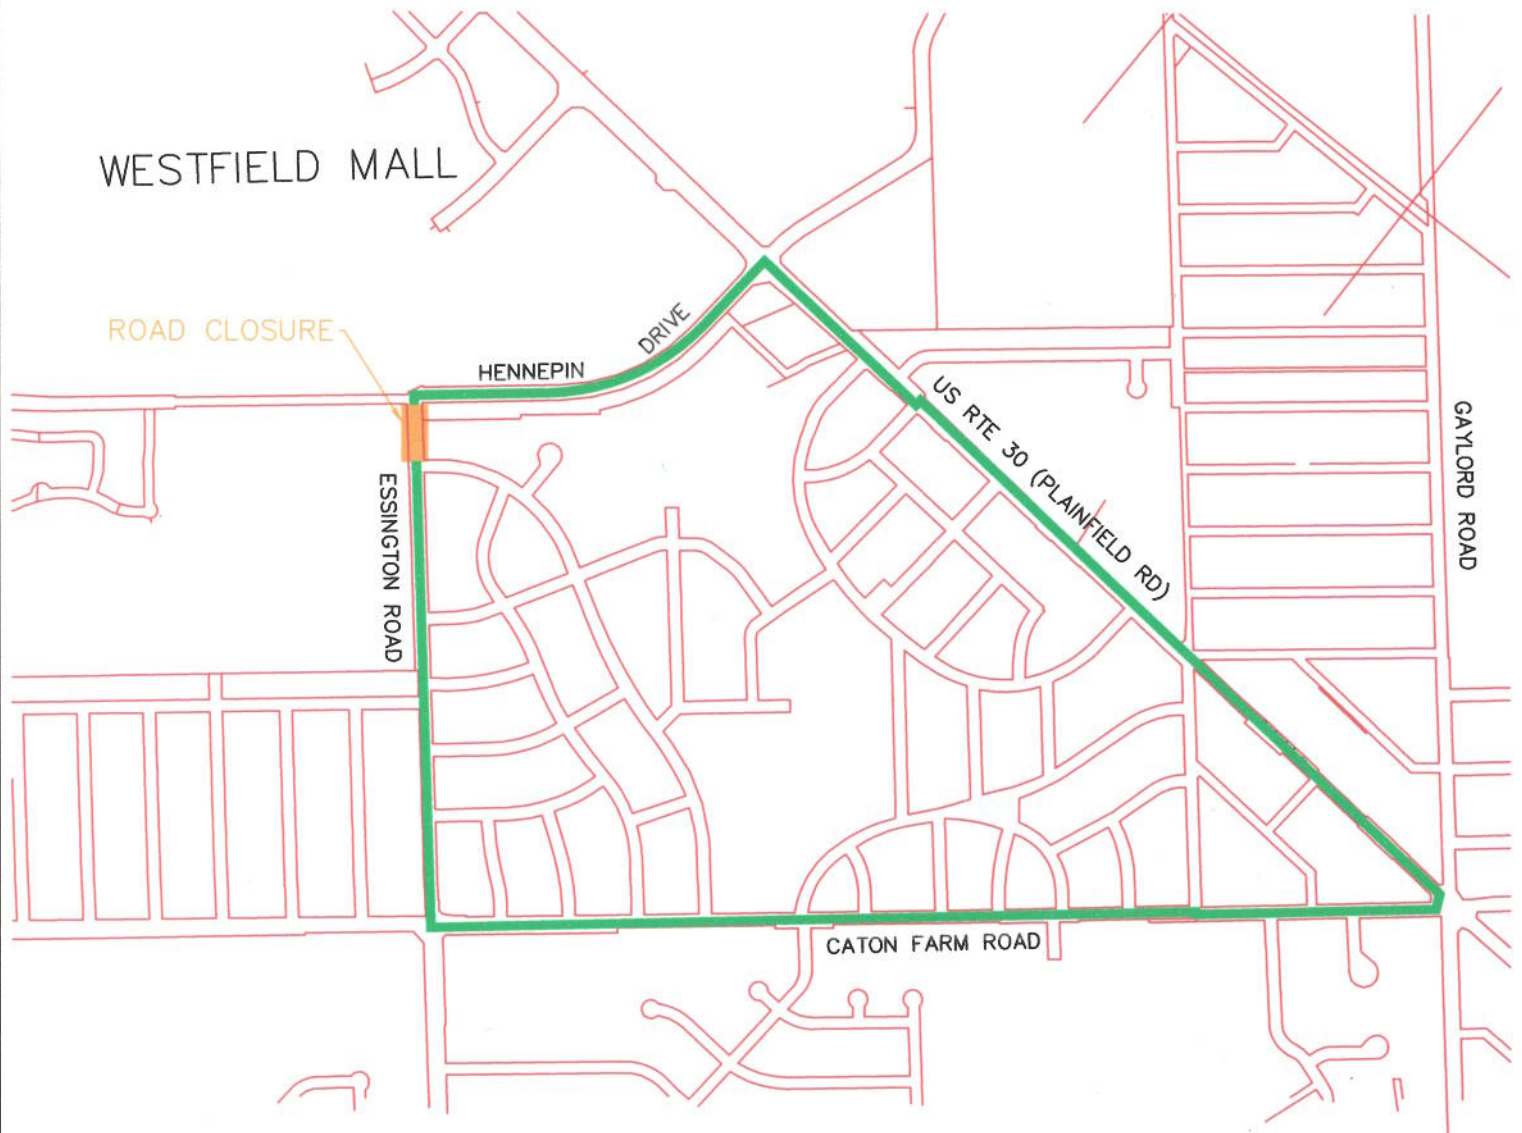 WESTFIELD MALL
ROAD CLOSURE
HENNEPIN DRIVE
US RTE 30 (PLAINFIELD RD)
GAYLORD ROAD
ESSINGTON ROAD
CATON FARM ROAD